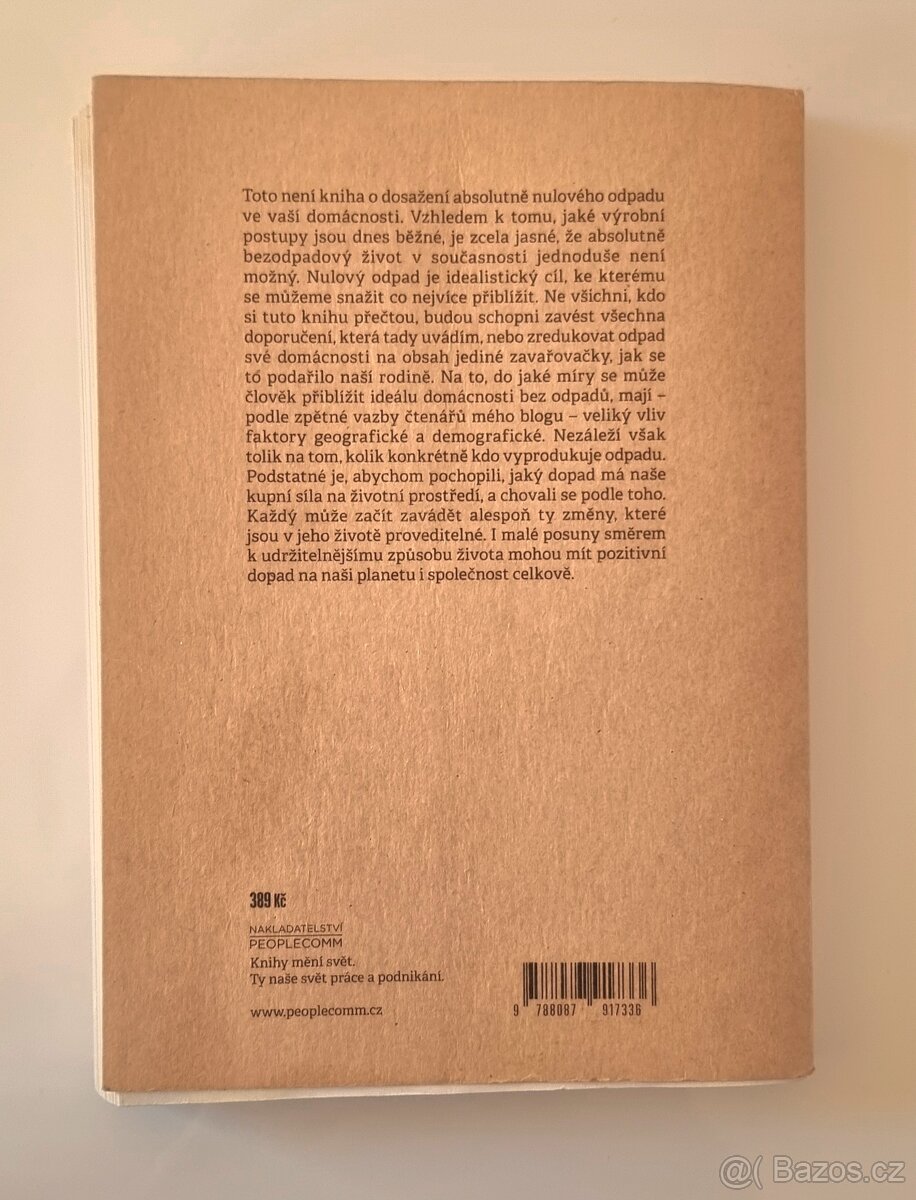 Toto není kniha o dosažení absolutně nulového odpadu
ve vaší domácnosti. Vzhledem k tomu, jaké výrobní
postupy jsou dnes běžné, je zcela jasné, že absolutně
bezodpadový život v současnosti jednoduše není
možný. Nulový odpad je idealistický cíl, ke kterému
se můžeme snažit co nejvíce přiblížit. Ne všichni, kdo
si tuto knihu přečtou, budou schopni zavést všechna
doporučení, která tady uvádím, nebo zredukovat odpad
své domácnosti na obsah jediné zavařovačky, jak se
to podařilo naší rodině. Na to, do jaké míry se může
člověk přiblížit ideálu domácnosti bez odpadů, mají –
podle zpětné vazby čtenářů mého blogu – veliký vliv
faktory geografické a demografické. Nezáleží však
tolik na tom, kolik konkrétně kdo vyprodukuje odpadu.
Podstatné je, abychom pochopili, jaký dopad má naše
kupní síla na životní prostředí, a chovali se podle toho.
Každý může začít zavádět alespoň ty změny, které
jsou v jeho životě proveditelné. I malé posuny směrem
k udržitelnějšímu způsobu života mohou mít pozitivní
dopad na naši planetu i společnost celkově.
389 Kč
NAKLADATELSTVÍ
PEOPLECOMM
Knihy mění svět.
Ty naše svět práce a podnikání.
www.peoplecomm.cz
9 788087 917336
@( Bazos.cz